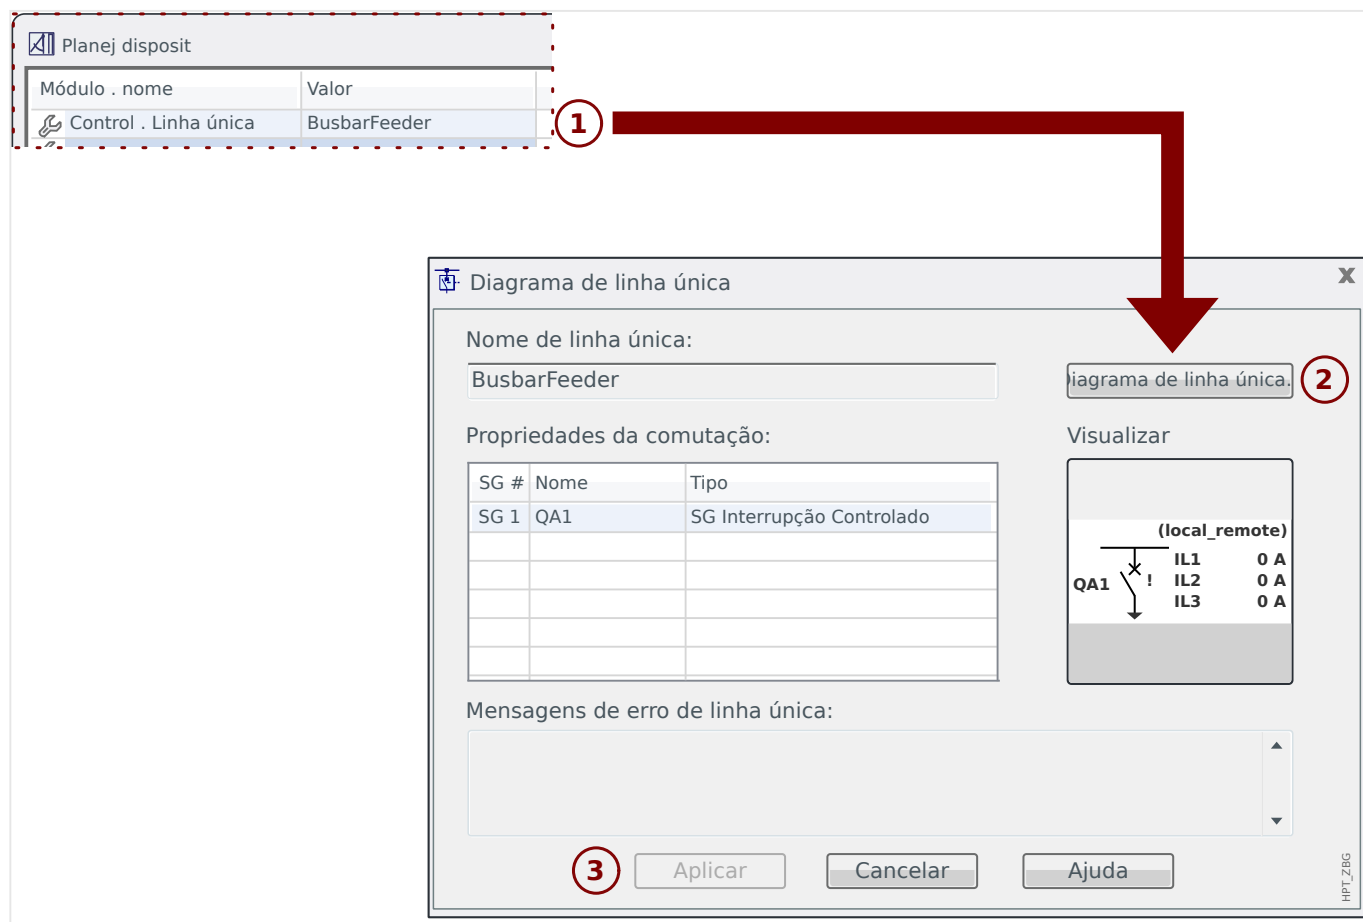 Planej disposit
Módulo . nome Valor
Control . Linha única BusbarFeeder
1
Diagrama de linha única X
Nome de linha única:
BusbarFeeder
iagrama de linha única. 2
Propriedades da comutação: Visualizar
SG # Nome Tipo
SG 1 QA1 SG Interrupção Controlado
(local_remote)
IL1 0 A
QA1 ! IL2 0 A
IL3 0 A
Mensagens de erro de linha única:
3 Aplicar Cancelar Ajuda
HPT_ZBG